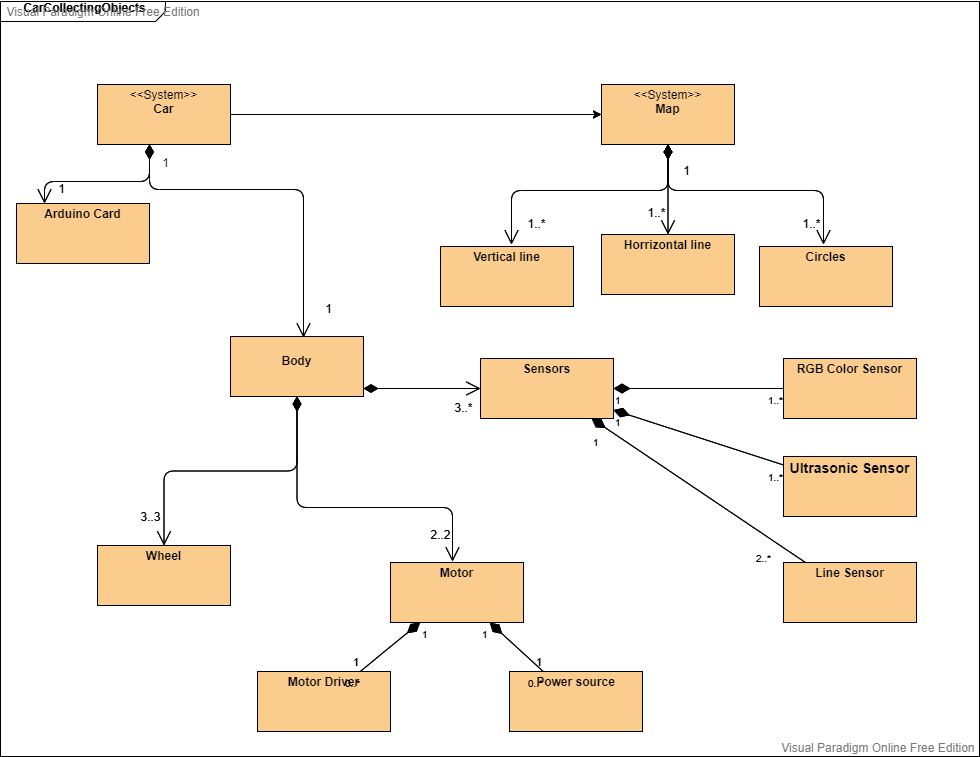 CarCollectingObjects
Visual Paradigm Online Free Edition
<<System>>
Car
<<System>>
Map
1
1
1
Arduino Card
1..*
1..*
1..*
Vertical line
Horrizontal line
Circles
1
Body
3..*
Sensors
1
1
1
1..*
RGB Color Sensor
1..*
Ultrasonic Sensor
2..*
Line Sensor
3..3
Wheel
2..2
Motor
1
1
1
1
Motor Driver
0..*
0..*
Power source
Visual Paradigm Online Free Edition